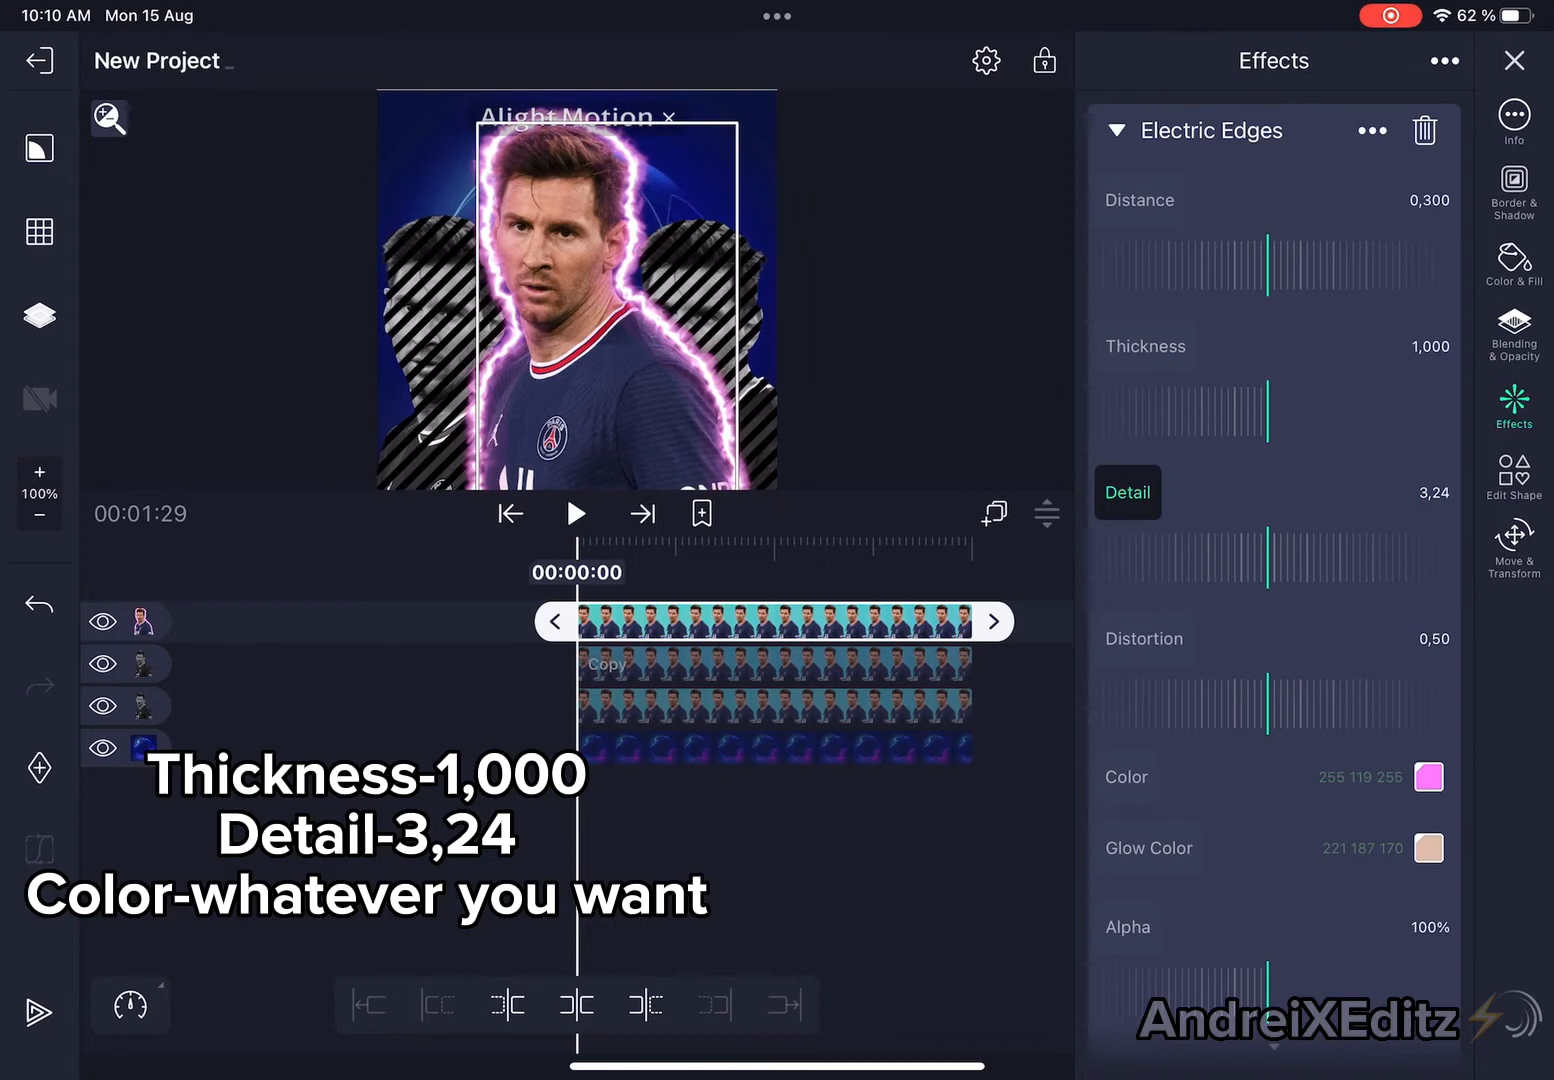 10:10 AM Mon 15 Aug
62 %
New Project
Effects
Alight Motion ×
Electric Edges
Info
Distance 0,300
Border &
Shadow
Color & Fill
Thickness 1,000
Blending
& Opacity
Effects
PARIS
Detail 3,24
Edit Shape
100%
00:01:29
Move &
Transform
00:00:00
Distortion 0,50
Copy
Color 255 119 255
Thickness-1,000
Detail-3,24
Color-whatever you want
Glow Color 221 187 170
Alpha 100%
AndreiXEditz